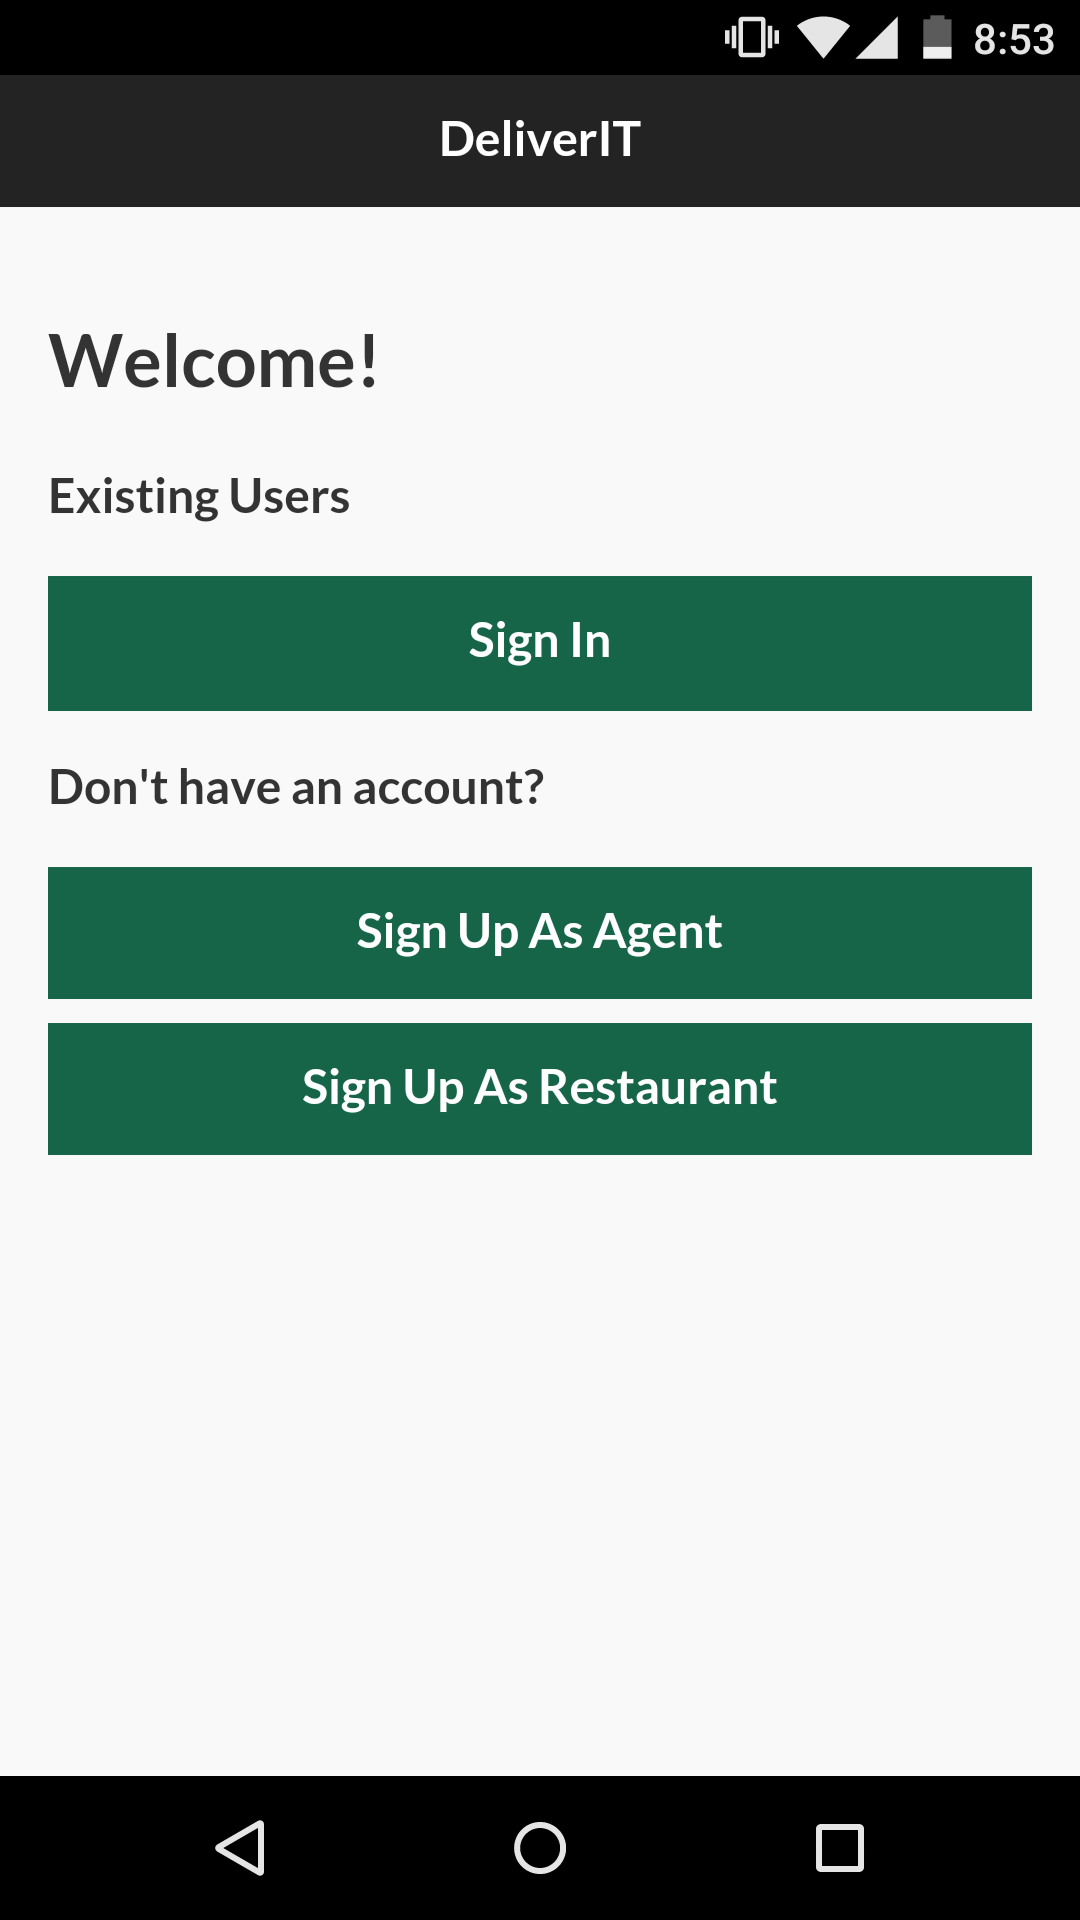 8:53
DeliverIT
Welcome!
Existing Users
Sign In
Don't have an account?
Sign Up As Agent
Sign Up As Restaurant